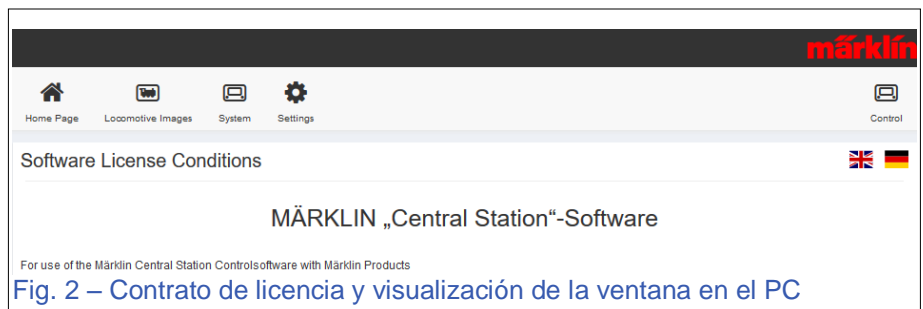 märklin
Home Page Locomotive Images System Settings Control
Software License Conditions
MÄRKLIN „Central Station“-Software
For use of the Märklin Central Station Controlsoftware with Märklin Products
Fig. 2 – Contrato de licencia y visualización de la ventana en el PC